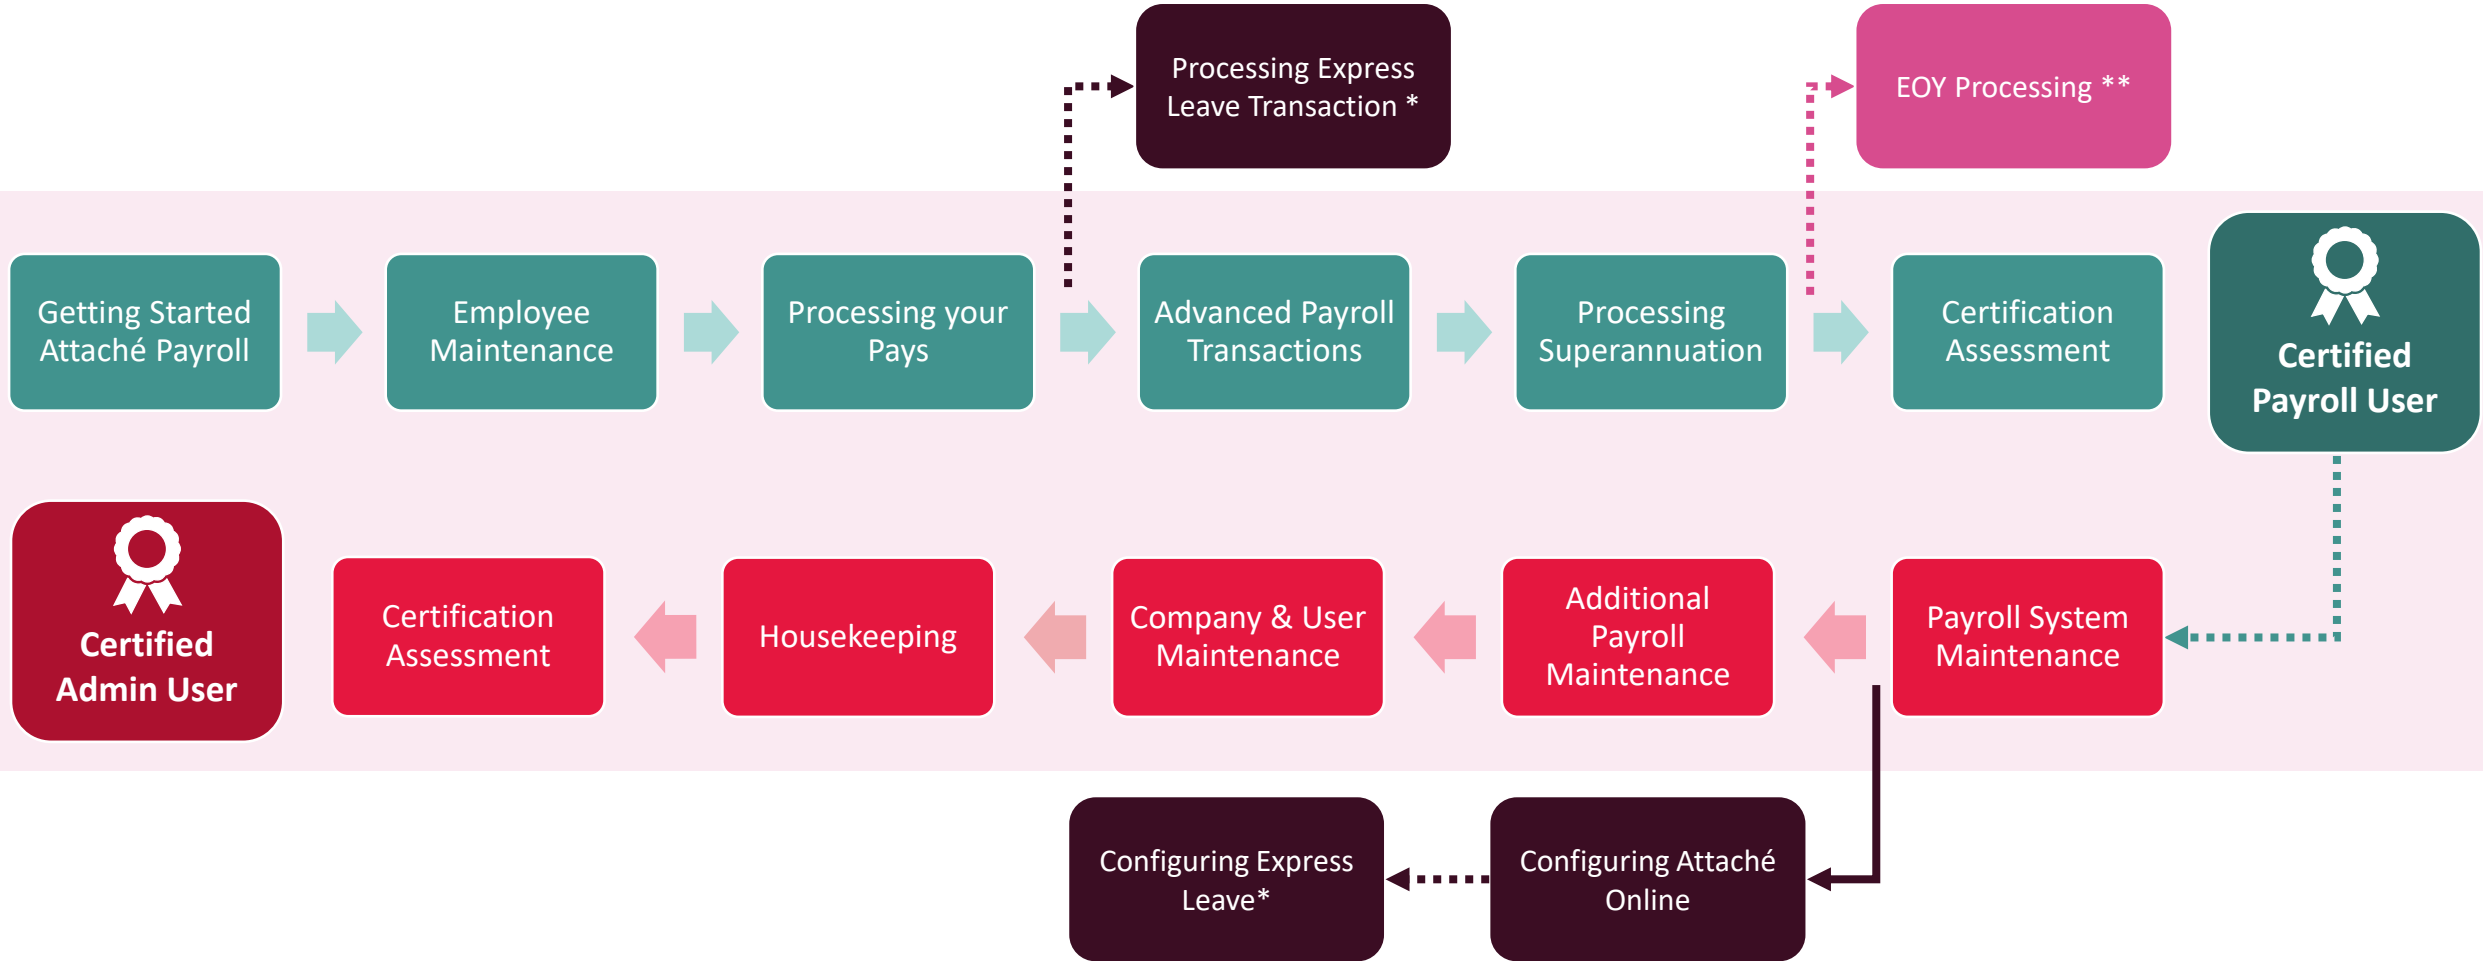 Processing Express
Leave Transaction *
EOY Processing **
Getting Started
Attaché Payroll
Employee
Maintenance
Processing your
Pays
Advanced Payroll
Transactions
Processing
Superannuation
Certification
Assessment
Certified
Payroll User
Certified
Admin User
Certification
Assessment
Housekeeping
Company & User
Maintenance
Additional
Payroll
Maintenance
Payroll System
Maintenance
Configuring Express
Leave*
Configuring Attaché
Online